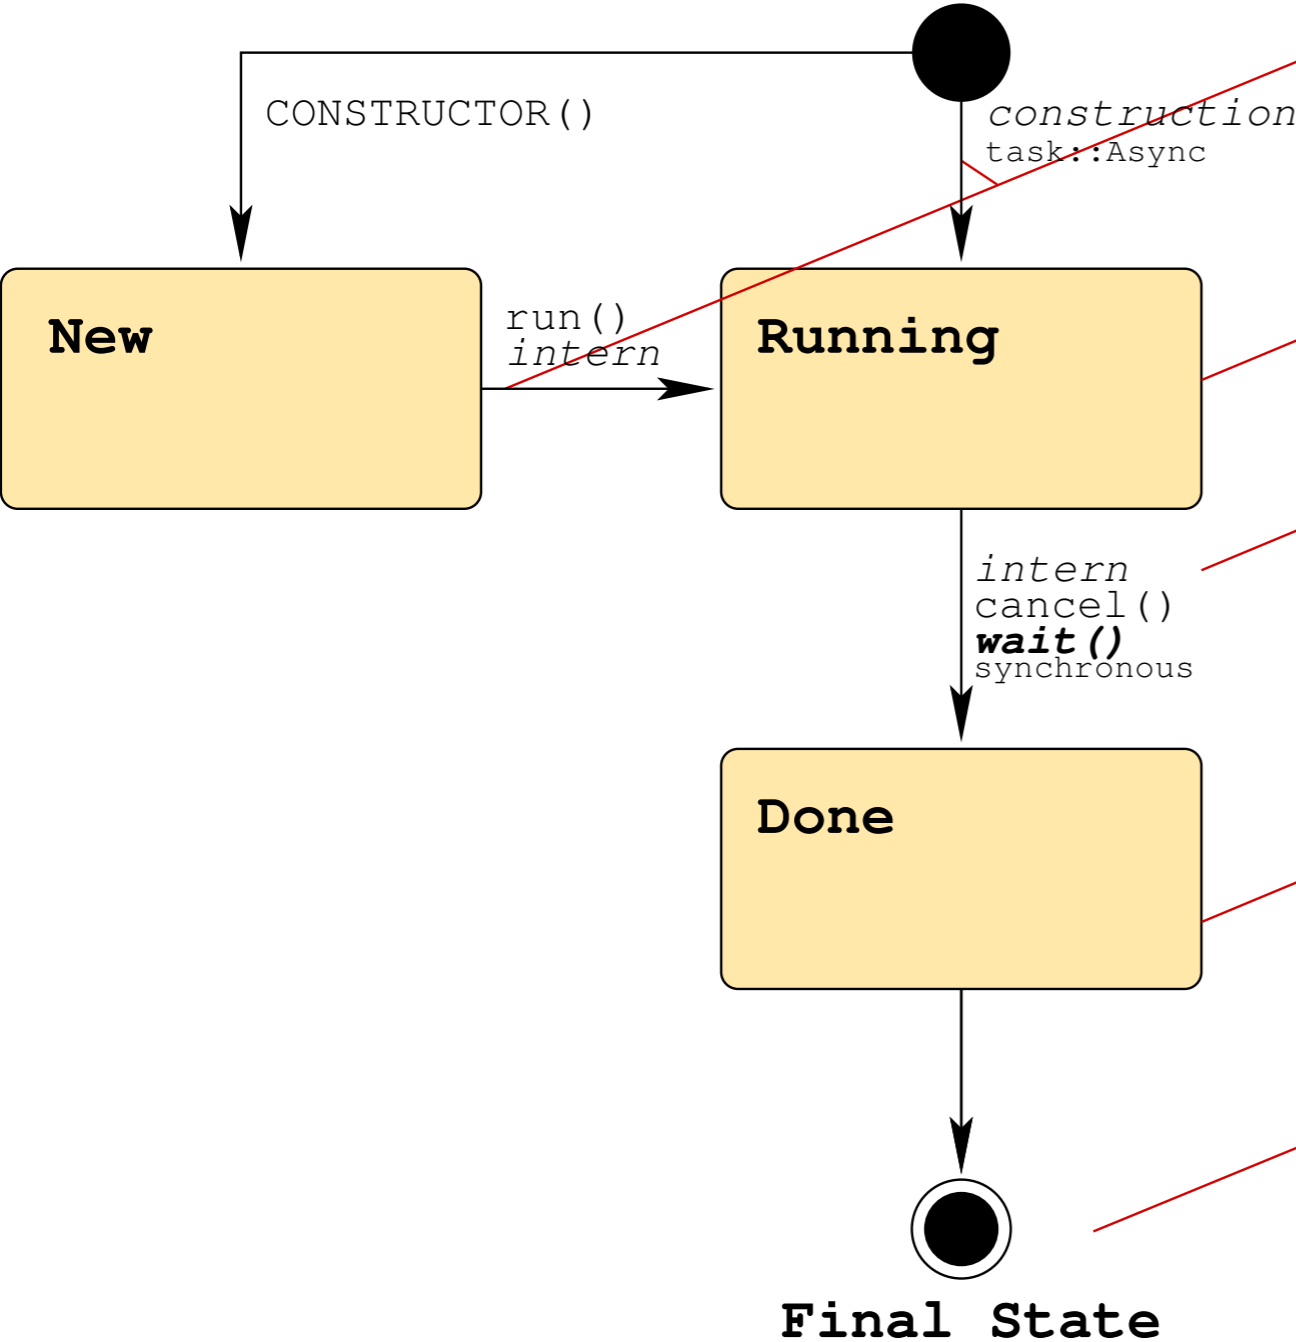 CONSTRUCTOR()
construction
task::Async
New
run()
intern
Running
intern
cancel()
wait()
synchronous
Done
Final State